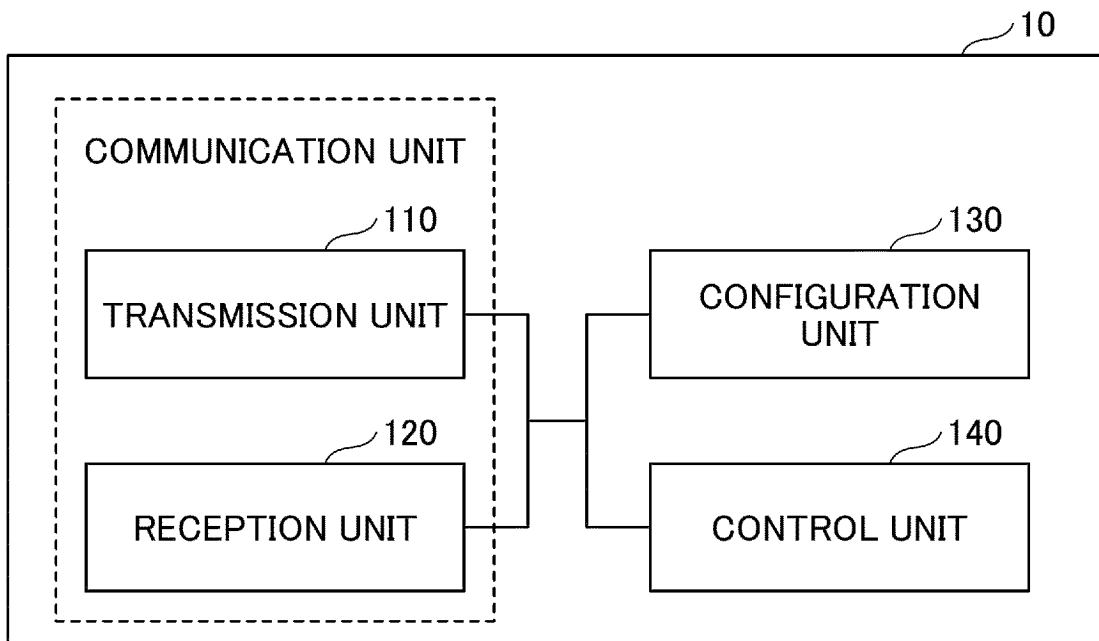 10
COMMUNICATION UNIT
110
TRANSMISSION UNIT
120
RECEPTION UNIT
130
CONFIGURATION
UNIT
140
CONTROL UNIT